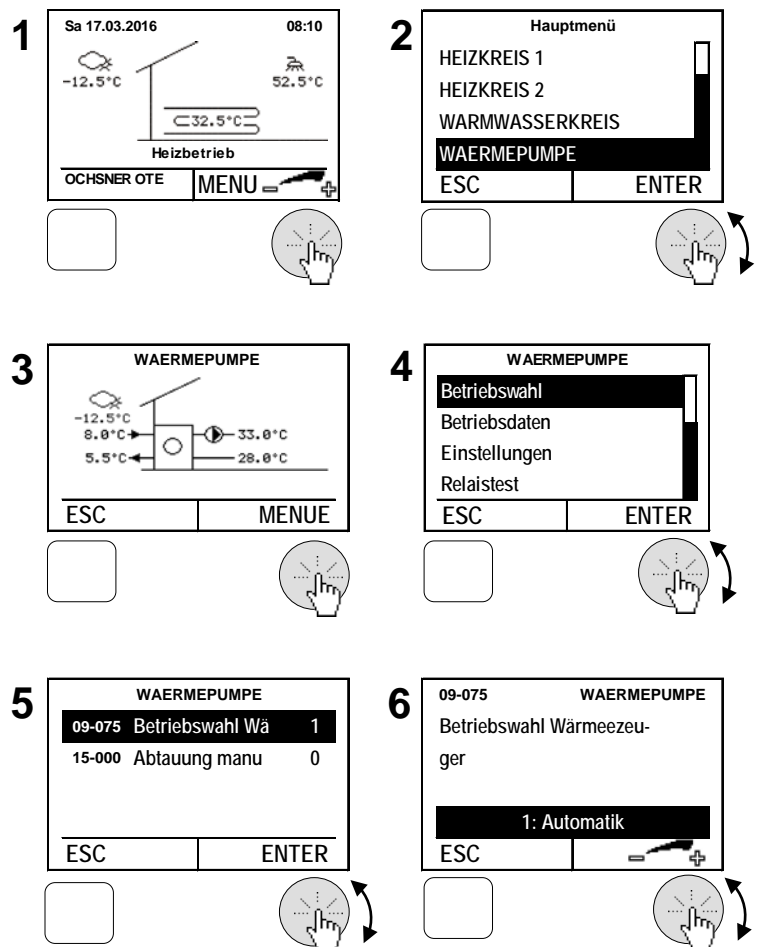 1
Sa 17.03.2016 08:10
-12.5°C 52.5°C
32.5°C
Heizbetrieb
OCHSNER OTE MENU - +
2
Hauptmenü
HEIZKREIS 1
HEIZKREIS 2
WARMWASSERKREIS
WAERMEPUMPE
ESC ENTER
3
WAERMEPUMPE
-12.5°C
8.0°C 33.0°C
5.5°C 28.0°C
ESC MENUE
4
WAERMEPUMPE
Betriebswahl
Betriebsdaten
Einstellungen
Relaistest
ESC ENTER
5
WAERMEPUMPE
09-075 Betriebswahl Wä 1
15-000 Abtauung manu 0
ESC ENTER
6
09-075 WAERMEPUMPE
Betriebswahl Wärmeezeu-
ger
1: Automatik
ESC - +